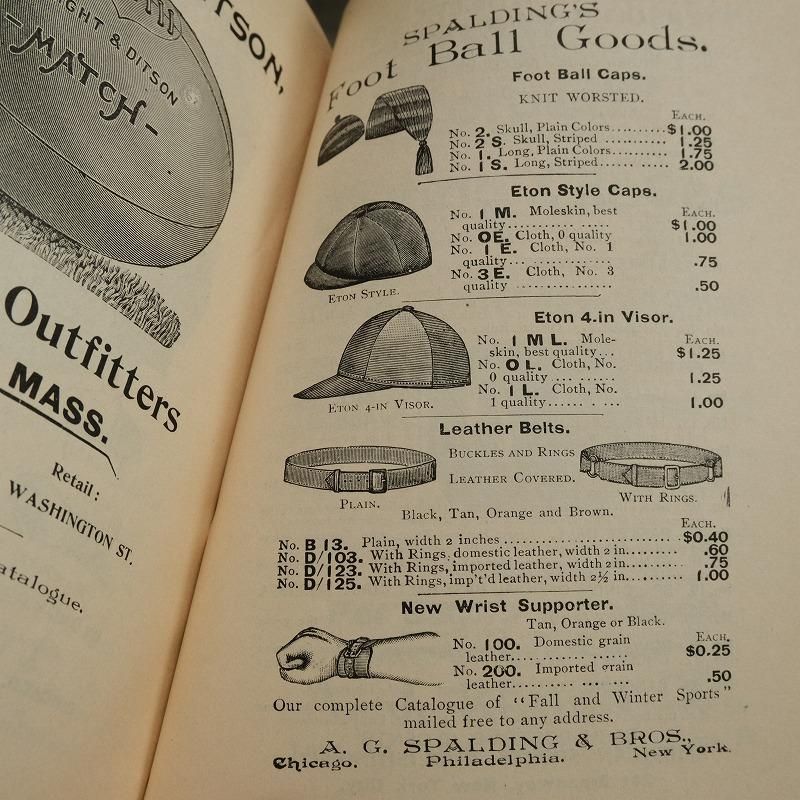 GHT & DITSON
—MATCH—
ITSON,
Outfitters
MASS.
Retail:
WASHINGTON ST.
atalogue.
SPALDING'S
Foot Ball Goods.
Foot Ball Caps.
KNIT WORSTED.
EACH.
No. 2. Skull, Plain Colors.......... $1.00
No. 2 S. Skull, Striped ........... 1.25
No. 1. Long, Plain Colors........ 1.75
No. 1 S. Long, Striped...... ..... 2.00
Eton Style Caps.
No. 1 M. Moleskin, best EACH.
quality.......... ..... $1.00
No. OE. Cloth, 0 quality 1.00
No. 1 E. Cloth, No. 1
quality... ............. .75
No. 3 E. Cloth, No. 3
quality ................ .50
ETON STYLE.
Eton 4-in Visor.
No. 1 M L. Mole- EACH.
skin, best quality... $1.25
No. O L. Cloth, No.
0 quality ... ........ 1.25
No. 1 L. Cloth, No.
1 quality...... . ... 1.00
ETON 4-IN VISOR.
Leather Belts.
BUCKLES AND RINGS
LEATHER COVERED.
PLAIN.
WITH RINGS.
Black, Tan, Orange and Brown.
EACH.
No. B 13. Plain, width 2 inches .......................... $0.40
No. D/103. With Rings, domestic leather, width 2 in......... .60
No. D/123. With Rings, imported leather, width 2 in......... .75
No. D/125. With Rings, imp't'd leather, width 2½ in......... 1.00
New Wrist Supporter.
Tan, Orange or Black.
No. 100. Domestic grain EACH.
leather.... ........ ...... $0.25
No. 200. Imported grain
leather.......... ... ... .50
Our complete Catalogue of "Fall and Winter Sports"
mailed free to any address.
A. G. SPALDING & BROS.,
Chicago. Philadelphia. New York.